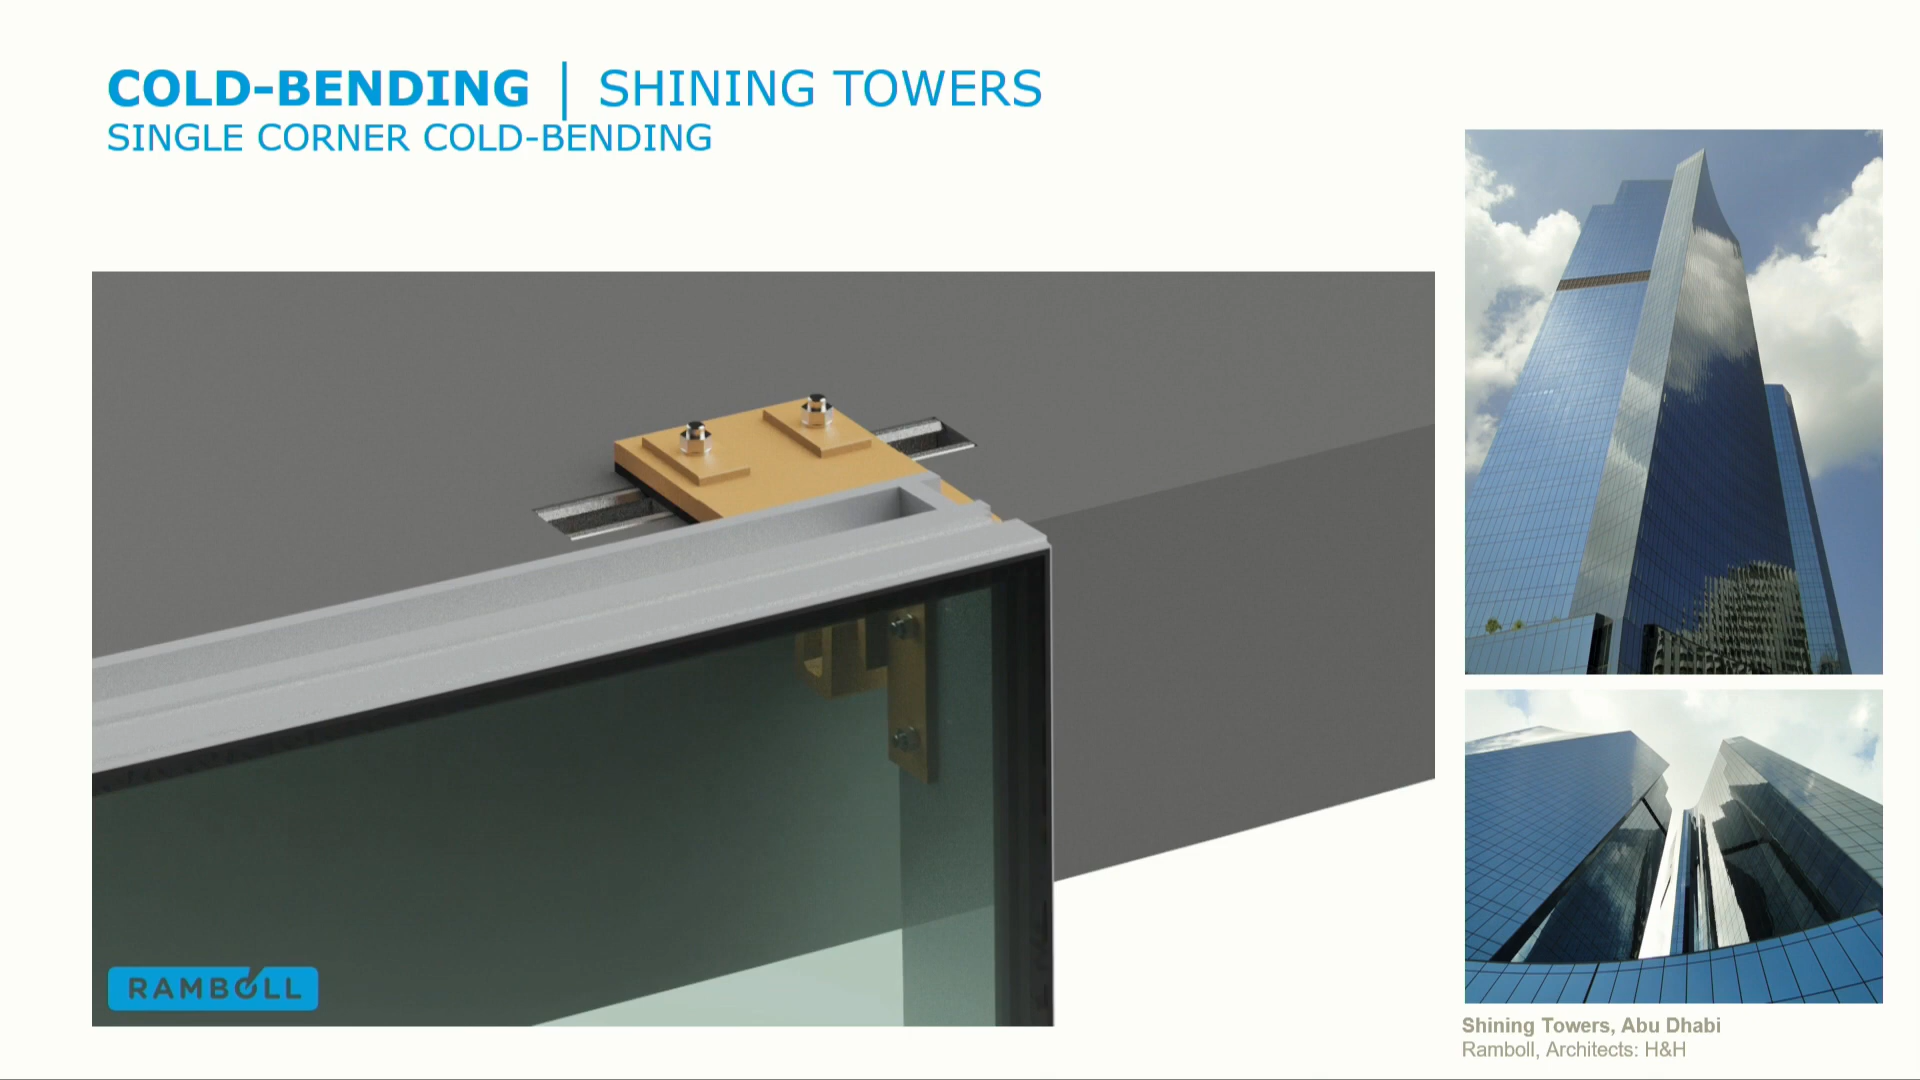 COLD-BENDING | SHINING TOWERS
SINGLE CORNER COLD-BENDING
RAMBOLL
Shining Towers, Abu Dhabi
Ramboll, Architects: H&H